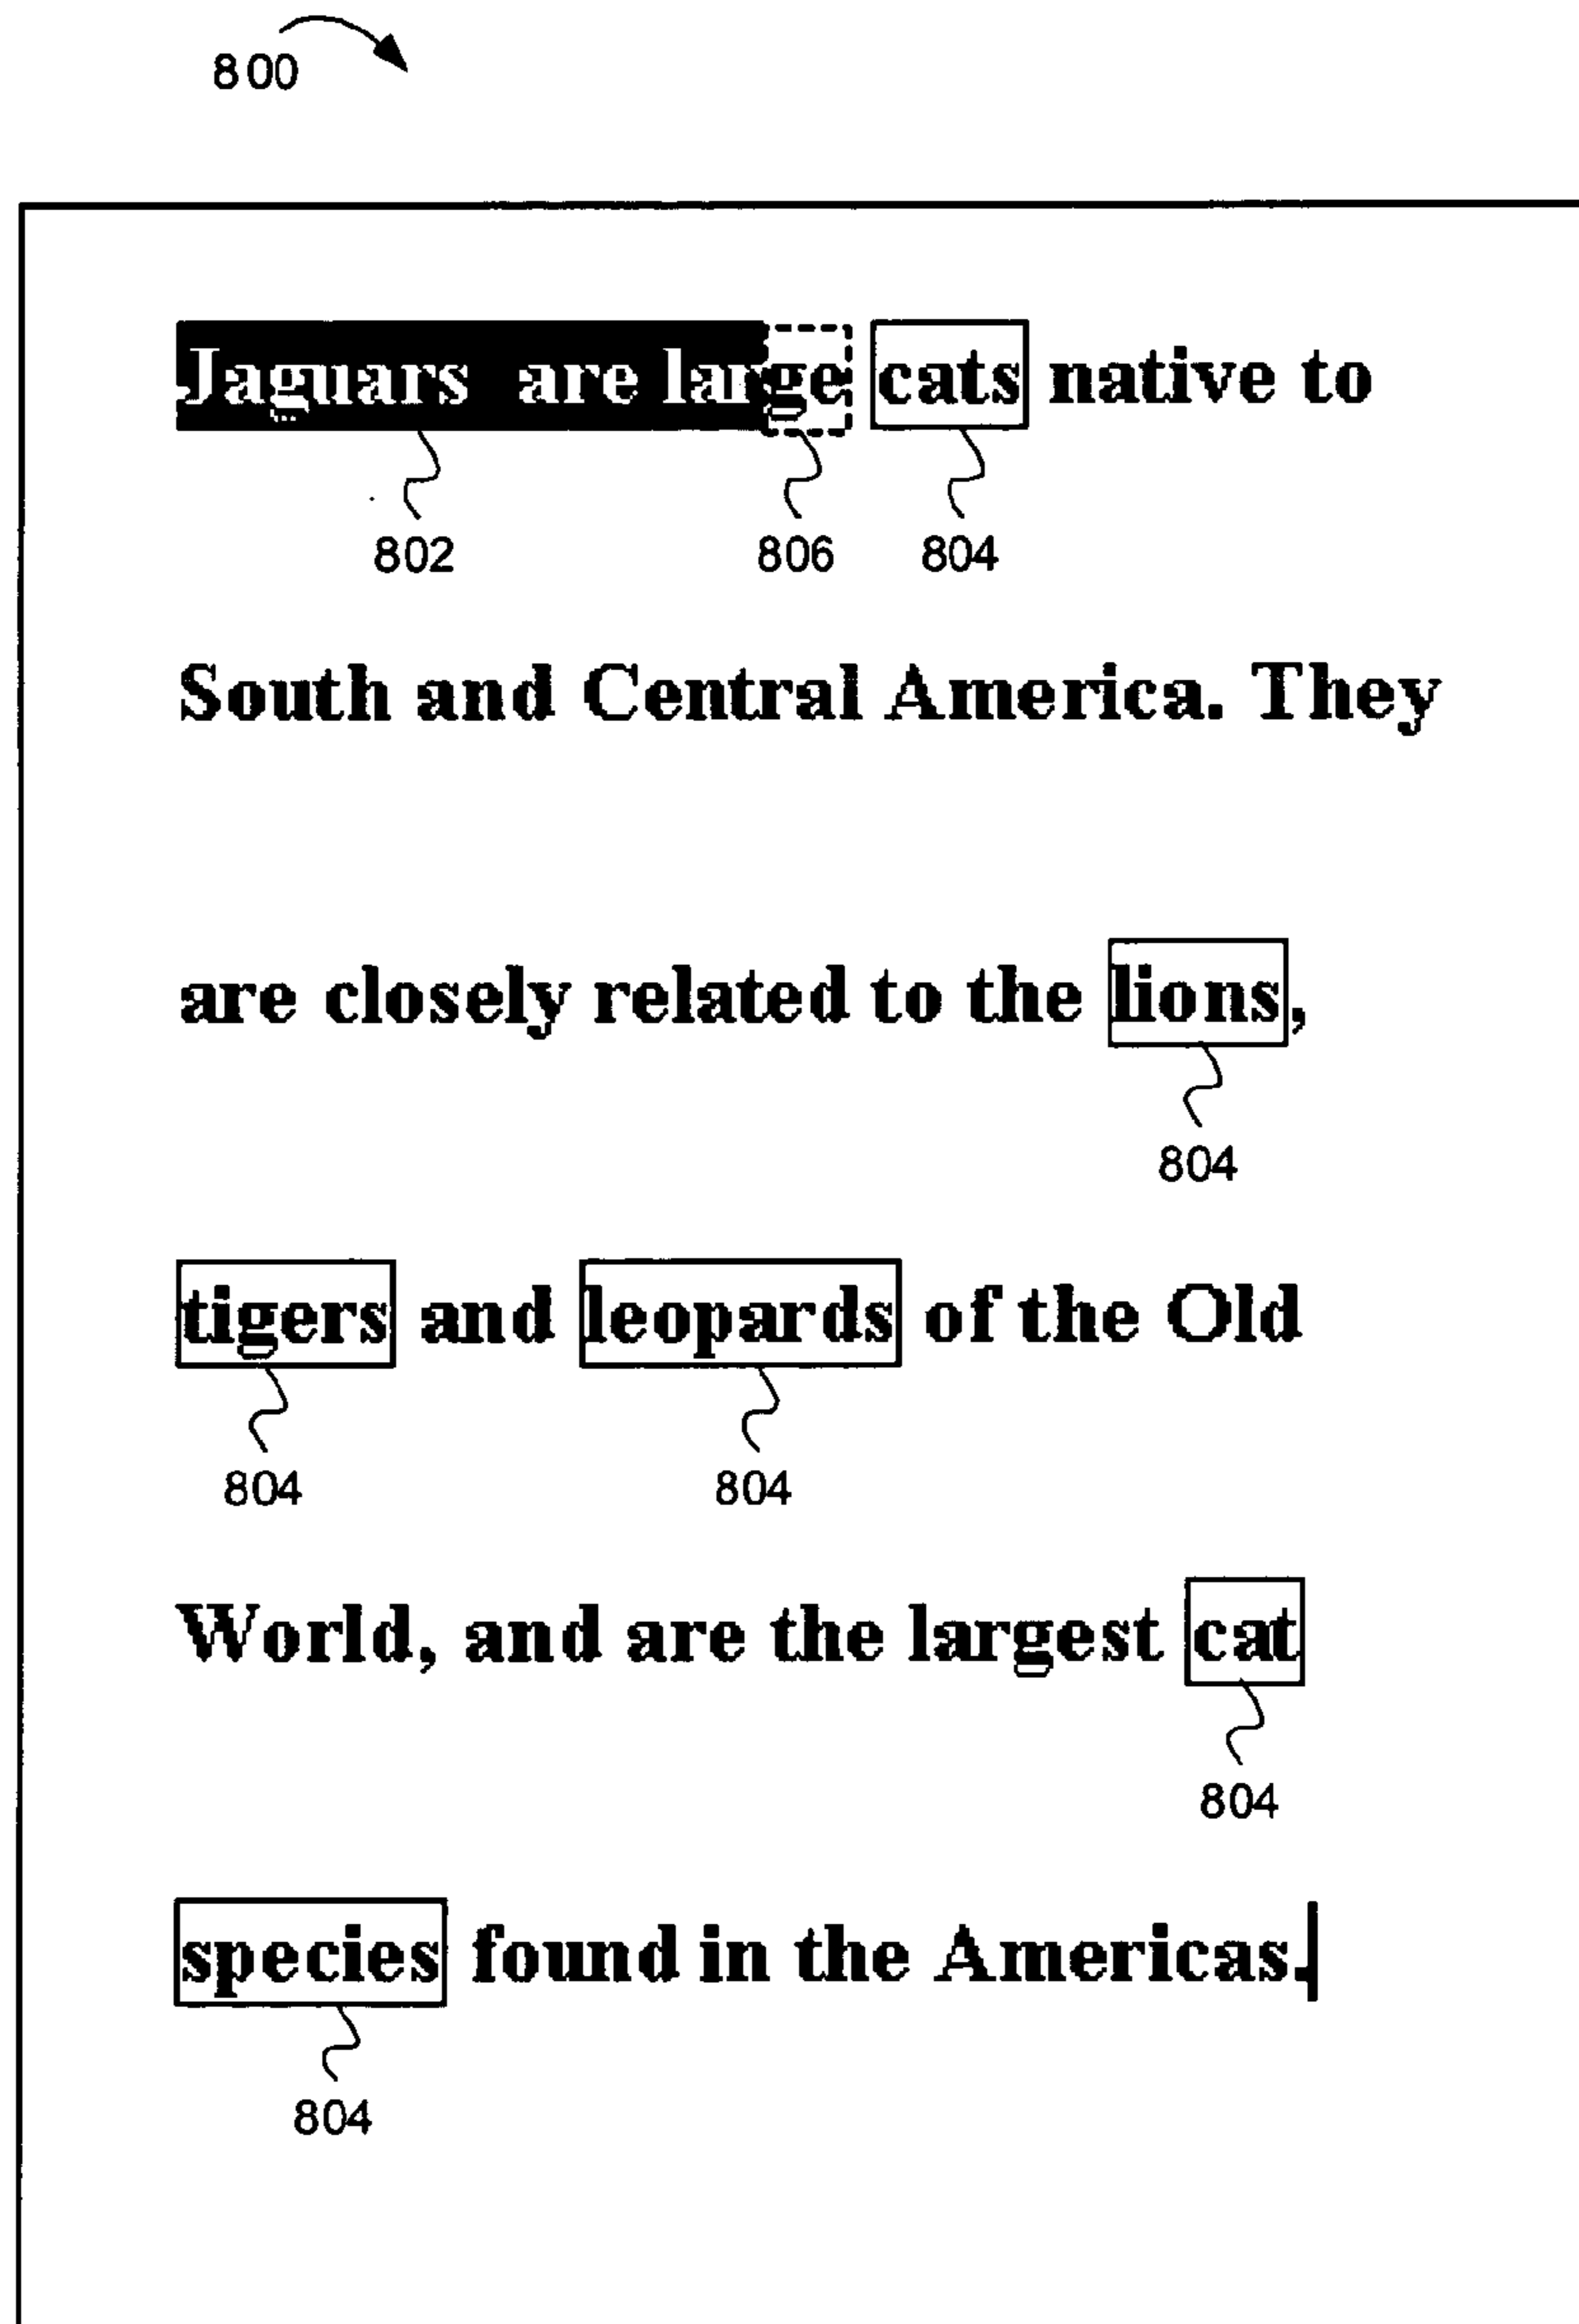 800
Jaguars are large cats native to
802 806 804
South and Central America. They
are closely related to the lions,
804
tigers and leopards of the Old
804 804
World, and are the largest cat
804
species found in the Americas.
804